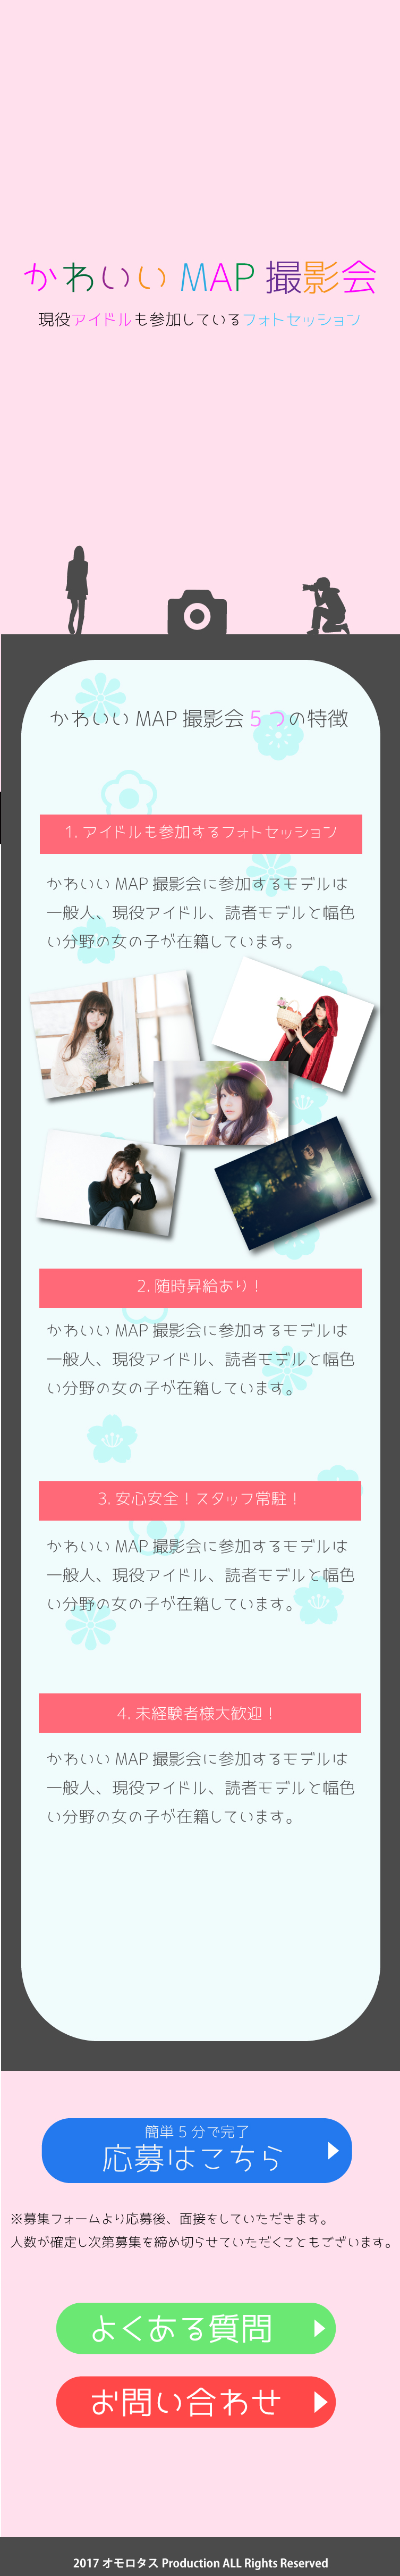 かわいい MAP 撮影会
現役アイドルも参加しているフォトセッション
かわいい MAP 撮影会 5 つの特徴
1. アイドルも参加するフォトセッション
かわいい MAP 撮影会に参加するモデルは
一般人、現役アイドル、読者モデルと幅色
い分野の女の子が在籍しています。
2. 随時昇給あり！
かわいい MAP 撮影会に参加するモデルは
一般人、現役アイドル、読者モデルと幅色
い分野の女の子が在籍しています。
3. 安心安全！スタッフ常駐！
かわいい MAP 撮影会に参加するモデルは
一般人、現役アイドル、読者モデルと幅色
い分野の女の子が在籍しています。
4. 未経験者様大歓迎！
かわいい MAP 撮影会に参加するモデルは
一般人、現役アイドル、読者モデルと幅色
い分野の女の子が在籍しています。
簡単 5 分で完了
応募はこちら
※募集フォームより応募後、面接をしていただきます。
人数が確定し次第募集を締め切らせていただくこともございます。
よくある質問
お問い合わせ
2017 オモロタス Production ALL Rights Reserved